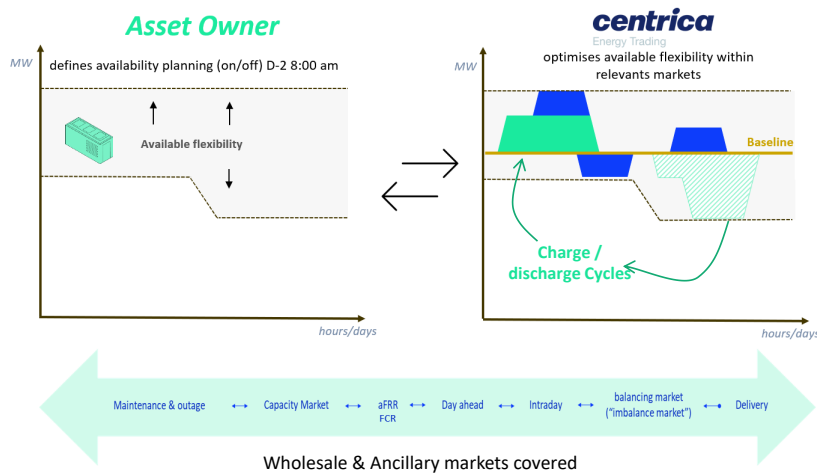 Asset Owner
defines availability planning (on/off) D-2 8:00 am
MW
Available flexibility
hours/days
centrica
Energy Trading
optimises available flexibility within
relevants markets
MW
Baseline
Charge /
discharge Cycles
hours/days
Maintenance & outage
Capacity Market
aFRR
FCR
Day ahead
Intraday
balancing market
("imbalance market")
Delivery
Wholesale & Ancillary markets covered